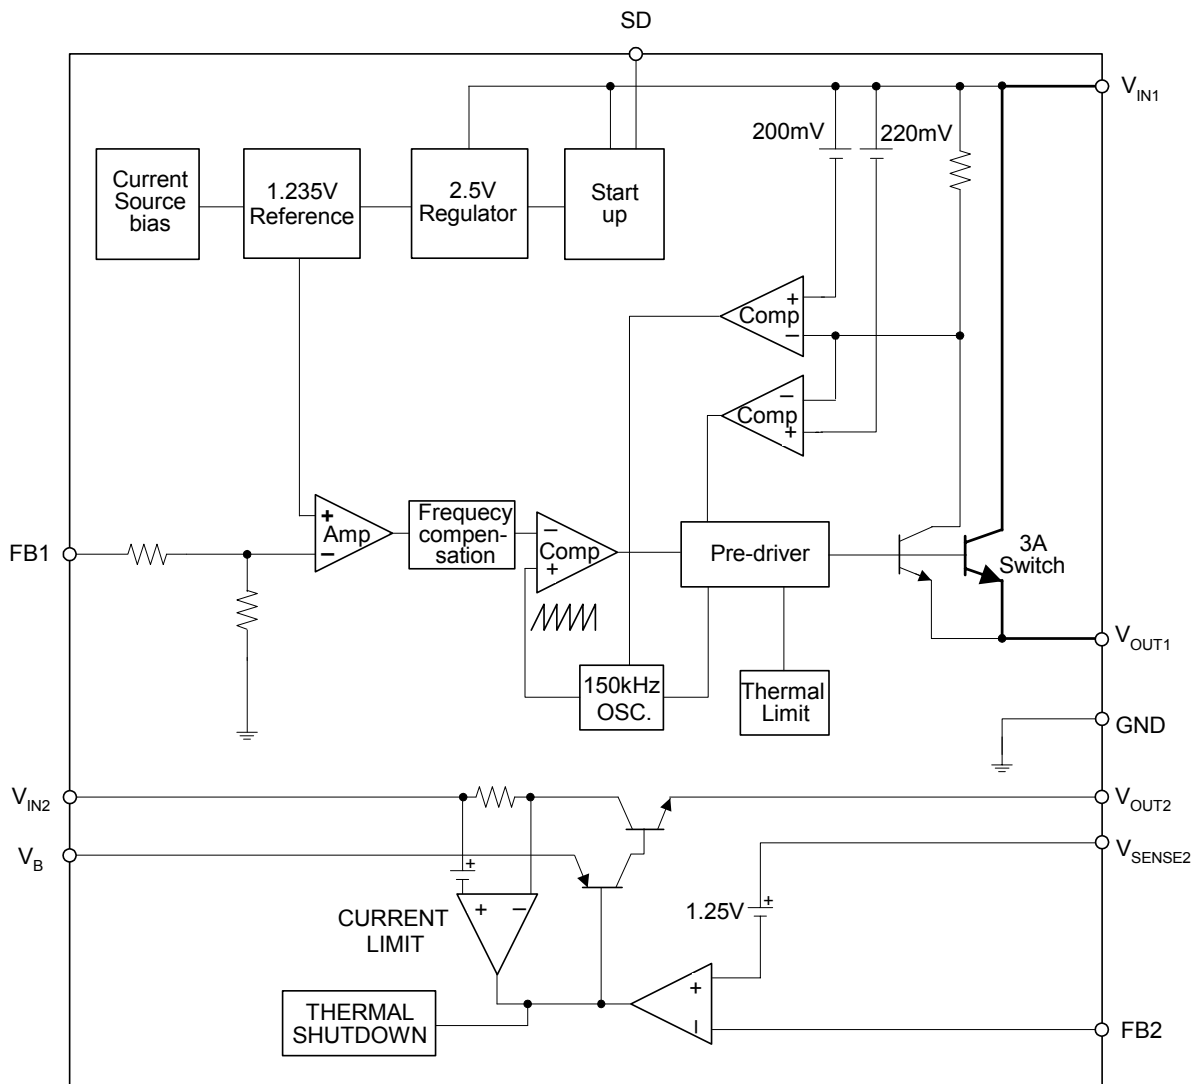 SD
V_IN1
200mV
220mV
Current
Source
bias
1.235V
Reference
2.5V
Regulator
Start
up
+
Comp
−
−
Comp
+
FB1
+
Amp
−
Frequecy
compen-
sation
−
Comp
+
Pre-driver
3A
Switch
V_OUT1
150kHz
OSC.
Thermal
Limit
GND
V_IN2
V_OUT2
V_B
V_SENSE2
+
+ −
CURRENT
LIMIT
1.25V
+
THERMAL
SHUTDOWN
+
−
FB2